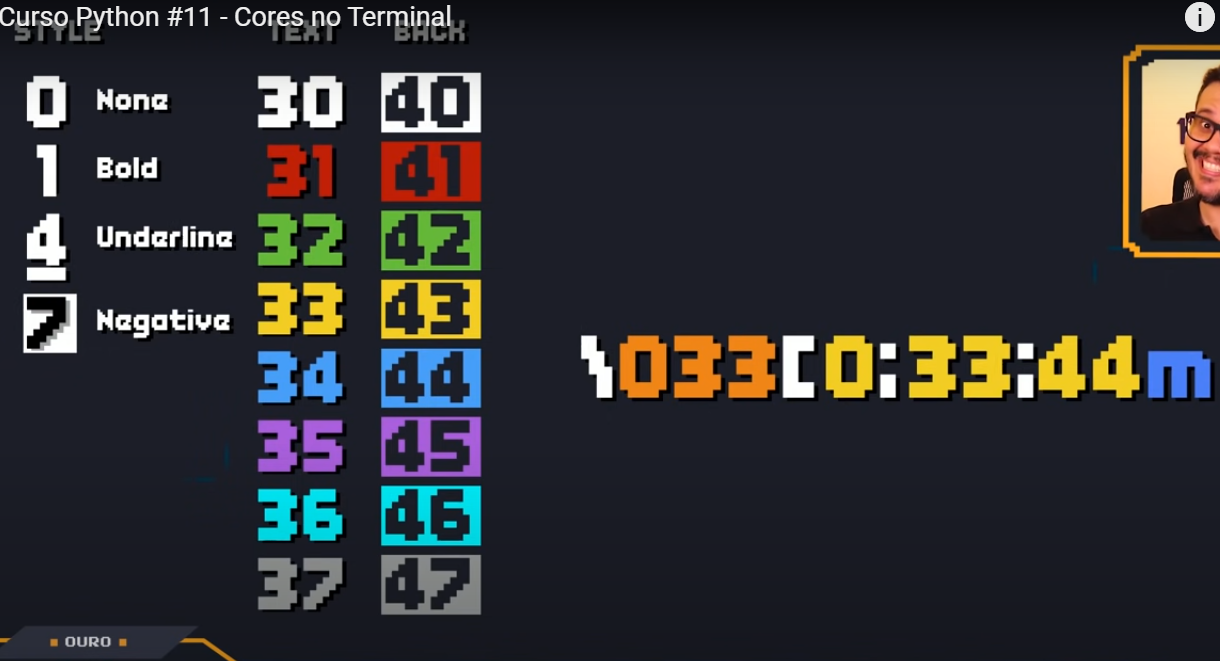 Curso Python #11 - Cores no Terminal
STYLE TEXT BACK
0 None 30 40
1 Bold 31 41
4 Underline 32 42
7 Negative 33 43
34 44
35 45
36 46
37 47
\033[0:33:44m
OURO